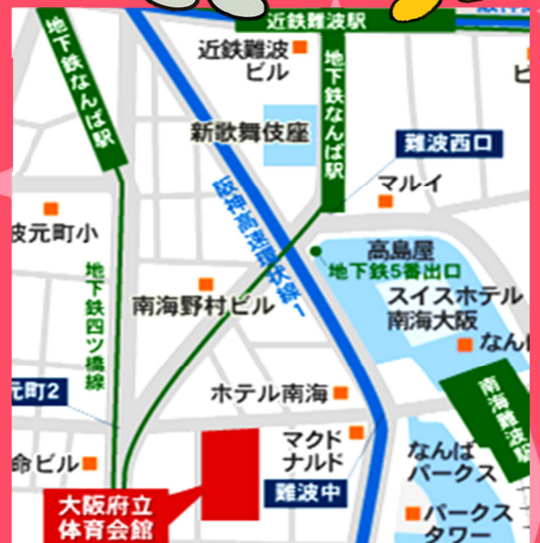 近鉄難波駅
地下鉄なんば駅
近鉄難波
ビル
地下鉄なんば駅
新歌舞伎座
難波西口
マルイ
阪神高速環状線1
波元町小
高島屋
地下鉄5番出口
地下鉄四ツ橋線
南海野村ビル
スイスホテル
南海大阪
なん
元町2
ホテル南海
南海難波駅
マクド
ナルド
なんば
パークス
命ビル
難波中
大阪府立
体育会館
パークス
タワー